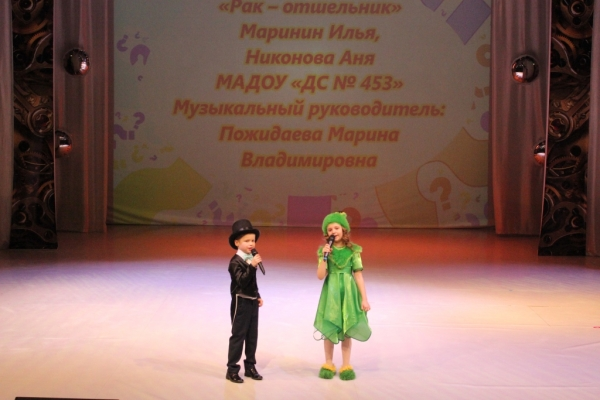 «Рак – отшельник»
Маринин Илья,
Никонова Аня
МАДОУ «ДС № 453»
Музыкальный руководитель:
Пожидаева Марина
Владимировна